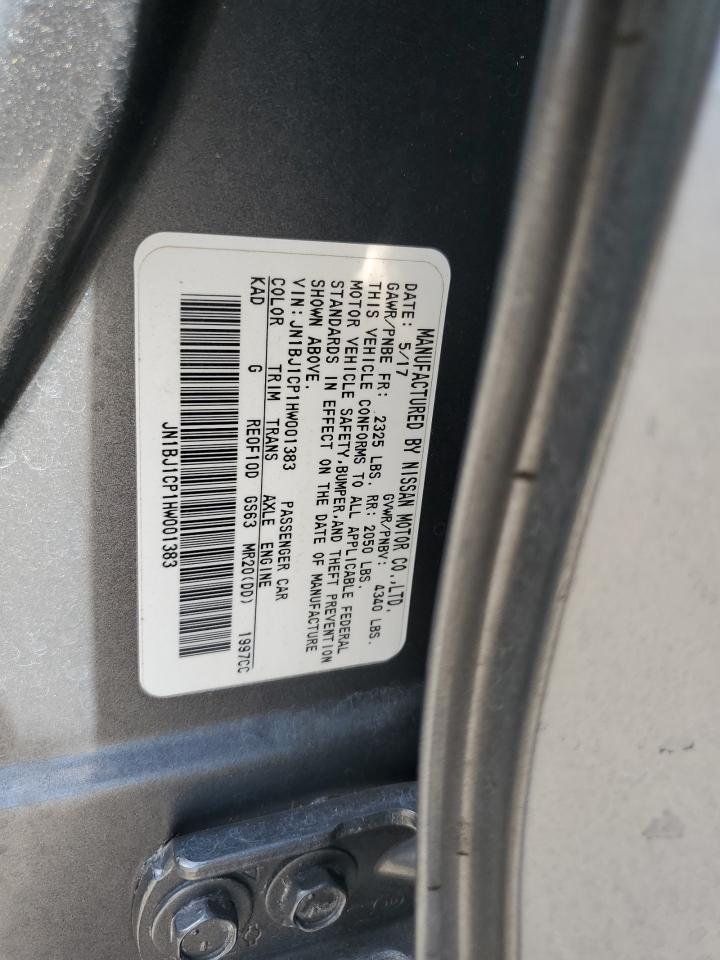 MANUFACTURED BY NISSAN MOTOR CO.,LTD.
DATE: 5/17 GVWR/PNBV: 4340 LBS.
GAWR/PNBE FR: 2325 LBS. RR: 2050 LBS.
THIS VEHICLE CONFORMS TO ALL APPLICABLE FEDERAL
MOTOR VEHICLE SAFETY,BUMPER,AND THEFT PREVENTION
STANDARDS IN EFFECT ON THE DATE OF MANUFACTURE
SHOWN ABOVE.
VIN:JN1BJ1CP1HW001383 PASSENGER CAR
COLOR TRIM TRANS AXLE ENGINE
KAD G RE0F10D GS63 MR20(DD) 1997CC
JN1BJ1CP1HW001383